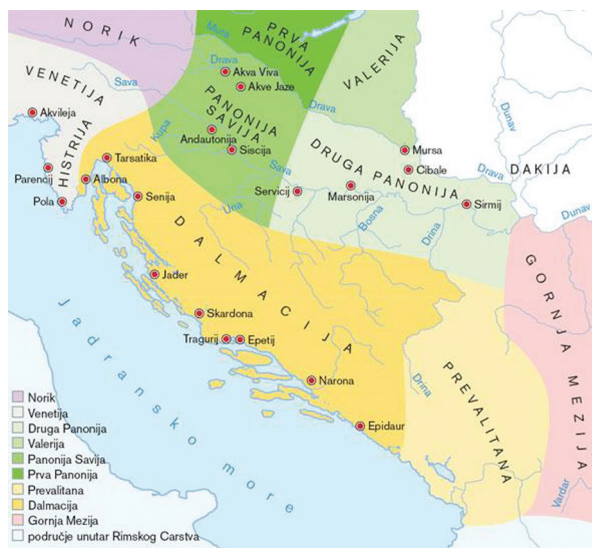 NORIK
PRVA
PANONIJA
VALERIJA
Mura
Drava
Akva Viva
Akve Jaze
VENETIJA
Sava
Drava
Dunav
Akvileja
PANONIJA
SAVIJA
Kupa
Andautonija
Siscija
HISTRIJA
Tarsatika
Mursa
Parencij
Albona
Sava
DRUGA PANONIJA
Cibale
Drava
DAKIJA
Pola
Senija
Servicij
Marsonija
Sirmij
Una
Bosna
Drina
Dunav
DALMACIJA
Jader
GORNJA MEZIJA
Skardona
Tragurij
Epetij
Jadransko more
Narona
Drina
PREVALITANA
Epidaur
Vardar
Norik
Venetija
Druga Panonija
Valerija
Panonija Savija
Prva Panonija
Prevalitana
Dalmacija
Gornja Mezija
područje unutar Rimskog Carstva